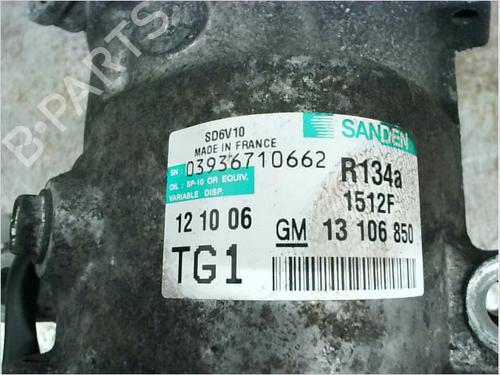 SD6V10
MADE IN FRANCE
SANDEN
SN: 03936710662
OIL: SP-10 OR EQUIV.
VARIABLE DISP.
R134a
1512F
12 10 06
GM 13 106 850
TG1
B-PARTS